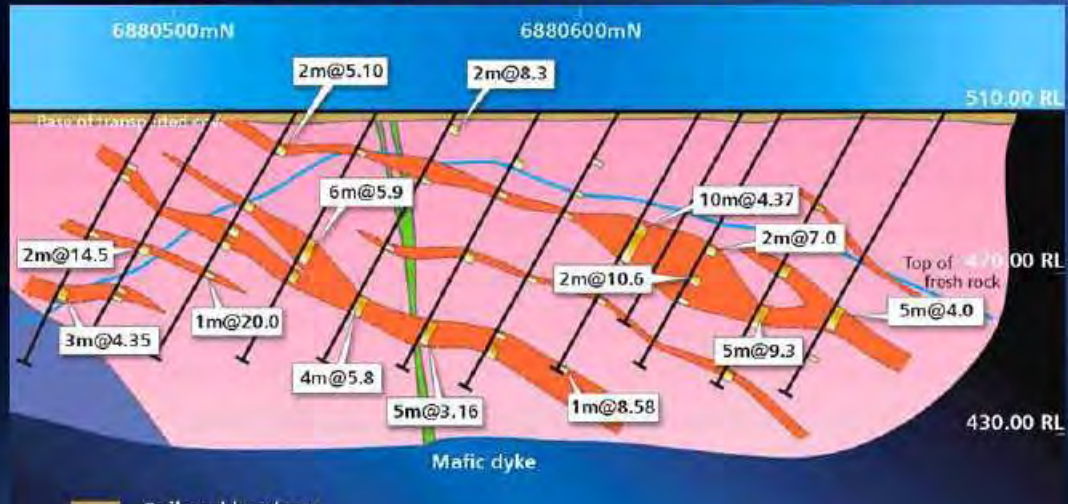 6880500mN
6880600mN
2m@5.10
2m@8.3
510.00 RL
Base of transported cov
6m@5.9
10m@4.37
2m@14.5
2m@7.0
2m@10.6
470.00 RL
Top of
fresh rock
5m@4.0
1m@20.0
3m@4.35
5m@9.3
4m@5.8
5m@3.16
1m@8.58
430.00 RL
Mafic dyke